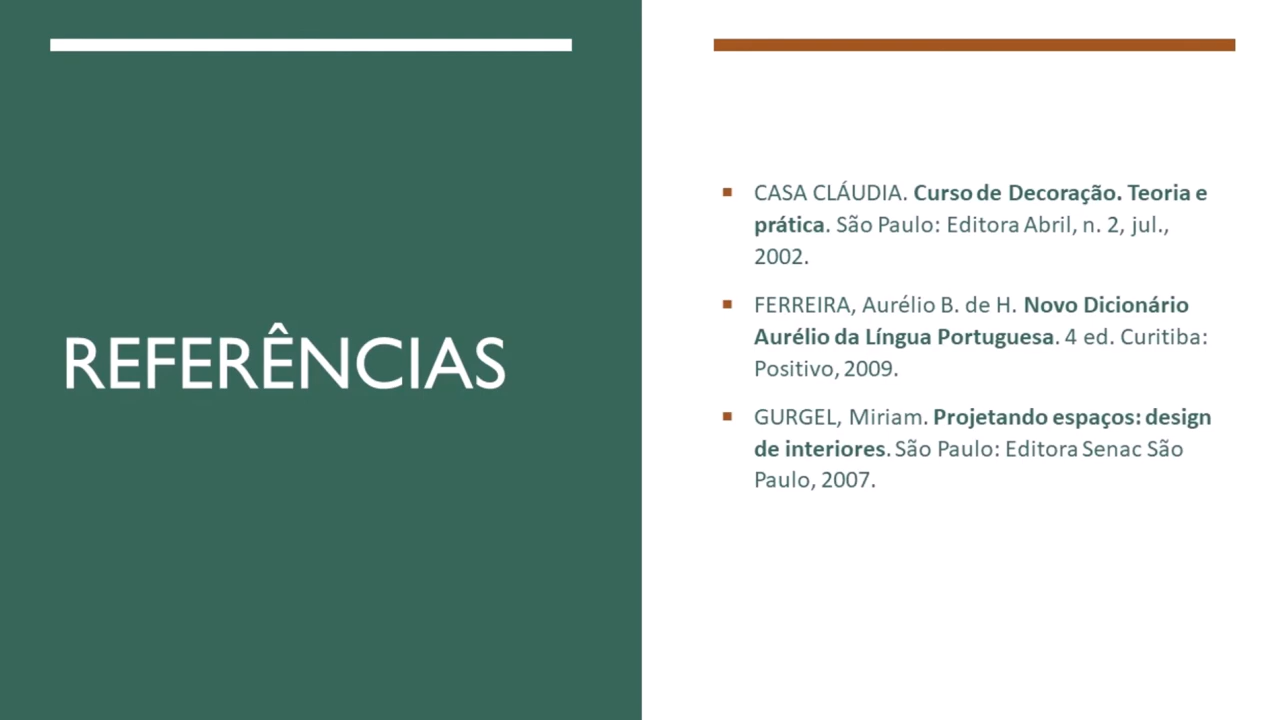 REFERÊNCIAS
CASA CLÁUDIA. Curso de Decoração. Teoria e
prática. São Paulo: Editora Abril, n. 2, jul.,
2002.
FERREIRA, Aurélio B. de H. Novo Dicionário
Aurélio da Língua Portuguesa. 4 ed. Curitiba:
Positivo, 2009.
GURGEL, Miriam. Projetando espaços: design
de interiores. São Paulo: Editora Senac São
Paulo, 2007.